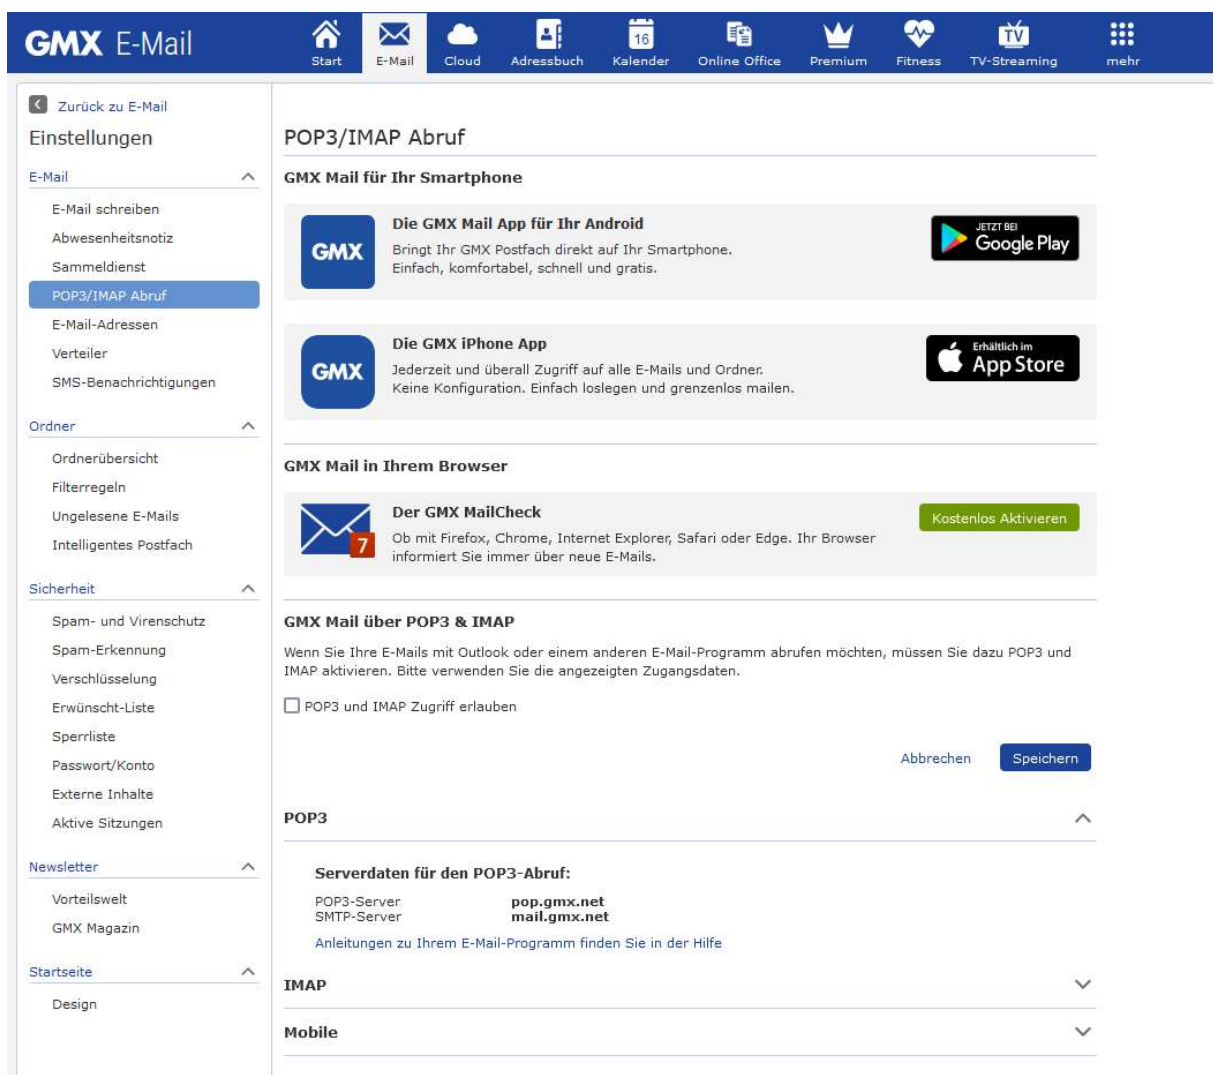 GMX E-Mail
Start
E-Mail
Cloud
Adressbuch
16
Kalender
Online Office
Premium
Fitness
TV
TV-Streaming
mehr
Zurück zu E-Mail
Einstellungen
E-Mail
E-Mail schreiben
Abwesenheitsnotiz
Sammeldienst
POP3/IMAP Abruf
E-Mail-Adressen
Verteiler
SMS-Benachrichtigungen
Ordner
Ordnerübersicht
Filterregeln
Ungelesene E-Mails
Intelligentes Postfach
Sicherheit
Spam- und Virenschutz
Spam-Erkennung
Verschlüsselung
Erwünscht-Liste
Sperrliste
Passwort/Konto
Externe Inhalte
Aktive Sitzungen
Newsletter
Vorteilswelt
GMX Magazin
Startseite
Design
POP3/IMAP Abruf
GMX Mail für Ihr Smartphone
GMX
Die GMX Mail App für Ihr Android
Bringt Ihr GMX Postfach direkt auf Ihr Smartphone.
Einfach, komfortabel, schnell und gratis.
JETZT BEI
Google Play
GMX
Die GMX iPhone App
Jederzeit und überall Zugriff auf alle E-Mails und Ordner.
Keine Konfiguration. Einfach loslegen und grenzenlos mailen.
Erhältlich im
App Store
GMX Mail in Ihrem Browser
7
Der GMX MailCheck
Ob mit Firefox, Chrome, Internet Explorer, Safari oder Edge. Ihr Browser
informiert Sie immer über neue E-Mails.
Kostenlos Aktivieren
GMX Mail über POP3 & IMAP
Wenn Sie Ihre E-Mails mit Outlook oder einem anderen E-Mail-Programm abrufen möchten, müssen Sie dazu POP3 und
IMAP aktivieren. Bitte verwenden Sie die angezeigten Zugangsdaten.
POP3 und IMAP Zugriff erlauben
Abbrechen
Speichern
POP3
Serverdaten für den POP3-Abruf:
POP3-Server pop.gmx.net
SMTP-Server mail.gmx.net
Anleitungen zu Ihrem E-Mail-Programm finden Sie in der Hilfe
IMAP
Mobile